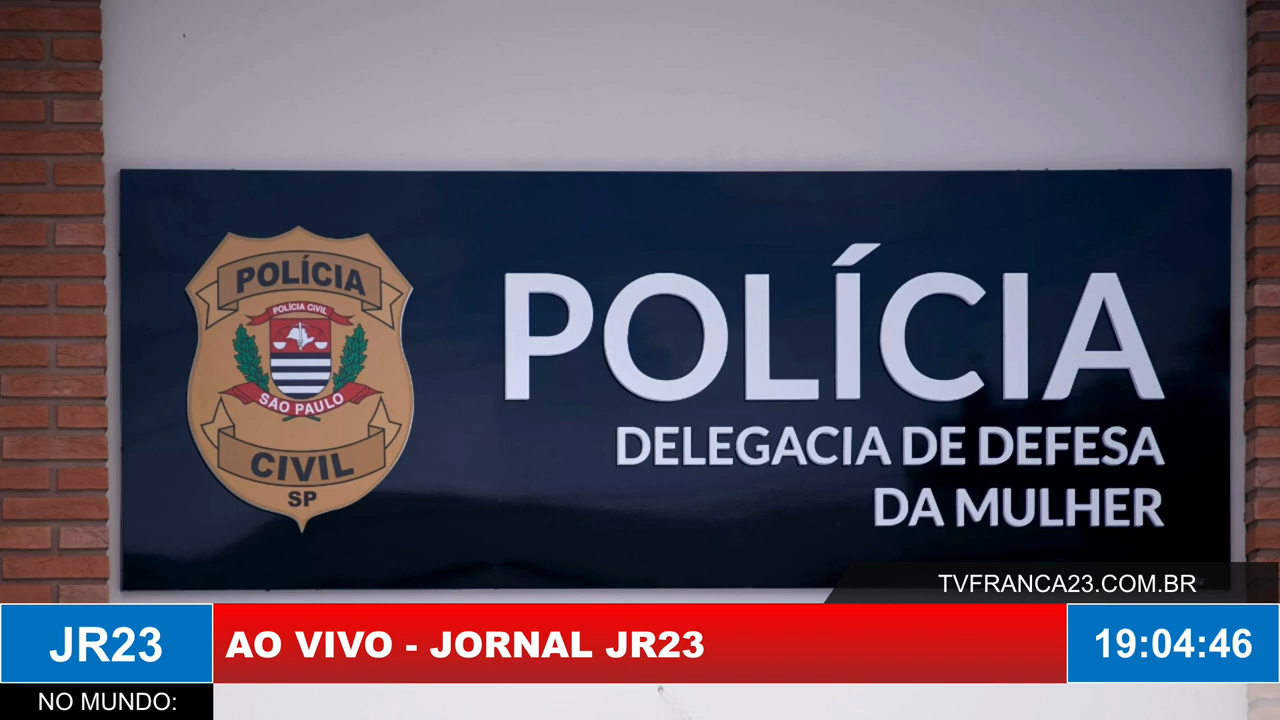 POLÍCIA
POLÍCIA CIVIL
SÃO PAULO
CIVIL
SP
POLÍCIA
DELEGACIA DE DEFESA
DA MULHER
TVFRANCA23.COM.BR
JR23
AO VIVO - JORNAL JR23
19:04:46
NO MUNDO: